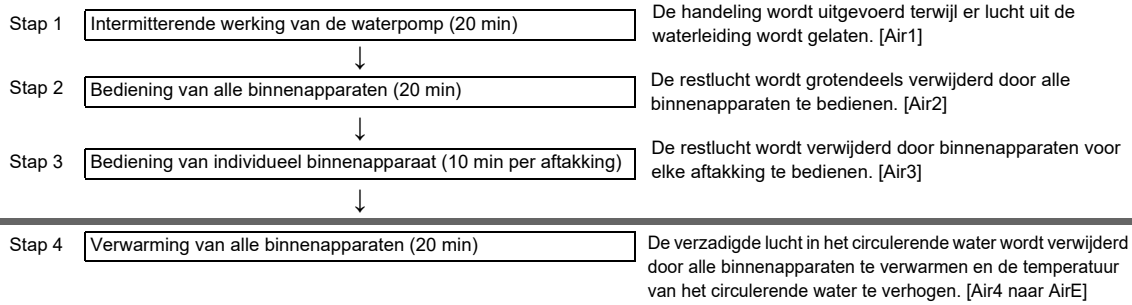 Stap 1 Intermitterende werking van de waterpomp (20 min)
De handeling wordt uitgevoerd terwijl er lucht uit de
waterleiding wordt gelaten. [Air1]
↓
Stap 2 Bediening van alle binnenapparaten (20 min)
De restlucht wordt grotendeels verwijderd door alle
binnenapparaten te bedienen. [Air2]
↓
Stap 3 Bediening van individueel binnenapparaat (10 min per aftakking)
De restlucht wordt verwijderd door binnenapparaten voor
elke aftakking te bedienen. [Air3]
↓
Stap 4 Verwarming van alle binnenapparaten (20 min)
De verzadigde lucht in het circulerende water wordt verwijderd
door alle binnenapparaten te verwarmen en de temperatuur
van het circulerende water te verhogen. [Air4 naar AirE]